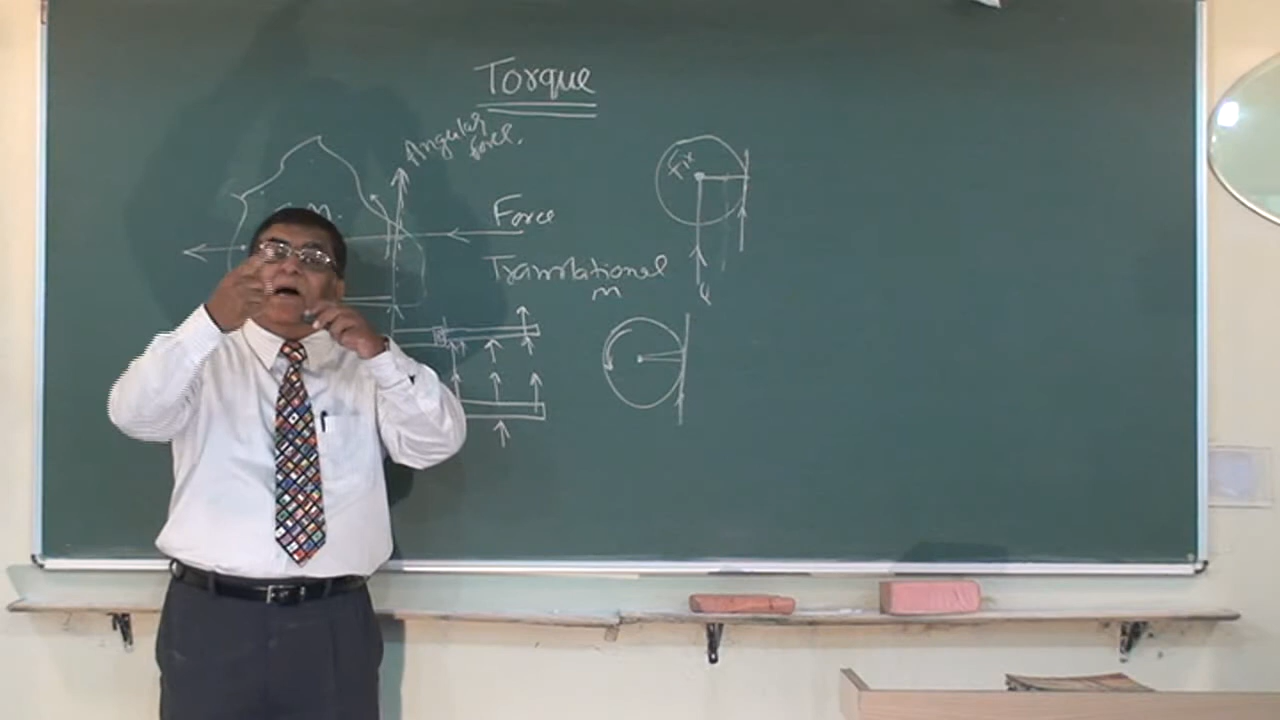 Torque
Angular
force.
m.
Fix
Force
Translational
m